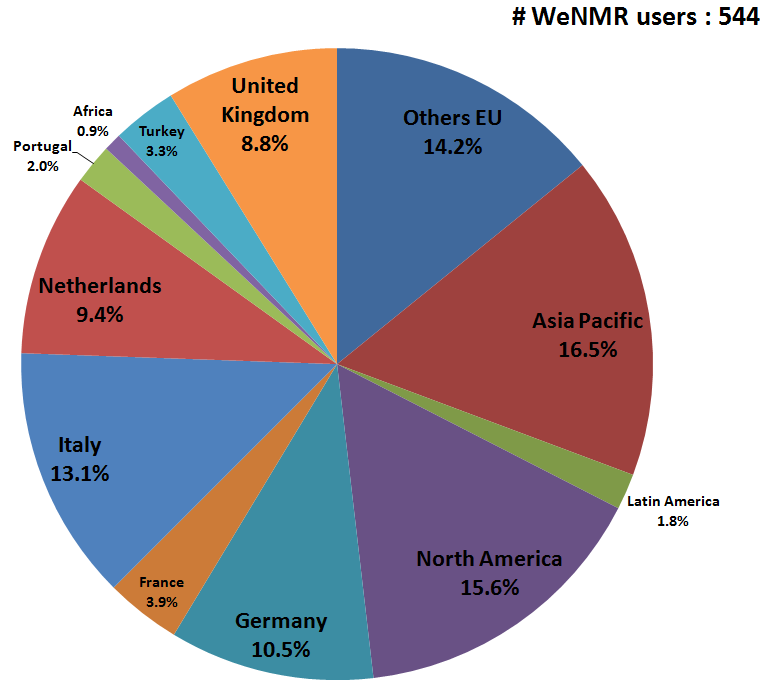 # WeNMR users : 544
United
Kingdom
8.8%
Others EU
14.2%
Africa
0.9%
Turkey
3.3%
Portugal
2.0%
Netherlands
9.4%
Asia Pacific
16.5%
Italy
13.1%
Latin America
1.8%
North America
15.6%
France
3.9%
Germany
10.5%